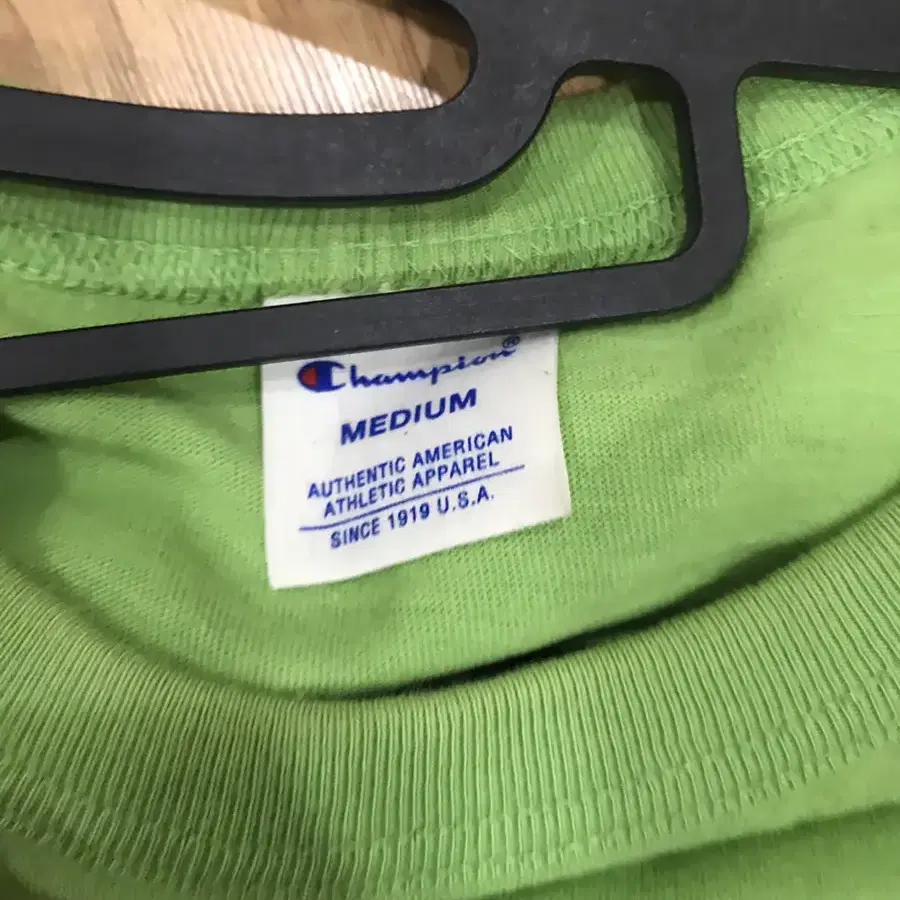 Champion®
MEDIUM
AUTHENTIC AMERICAN
ATHLETIC APPAREL
SINCE 1919 U.S.A.